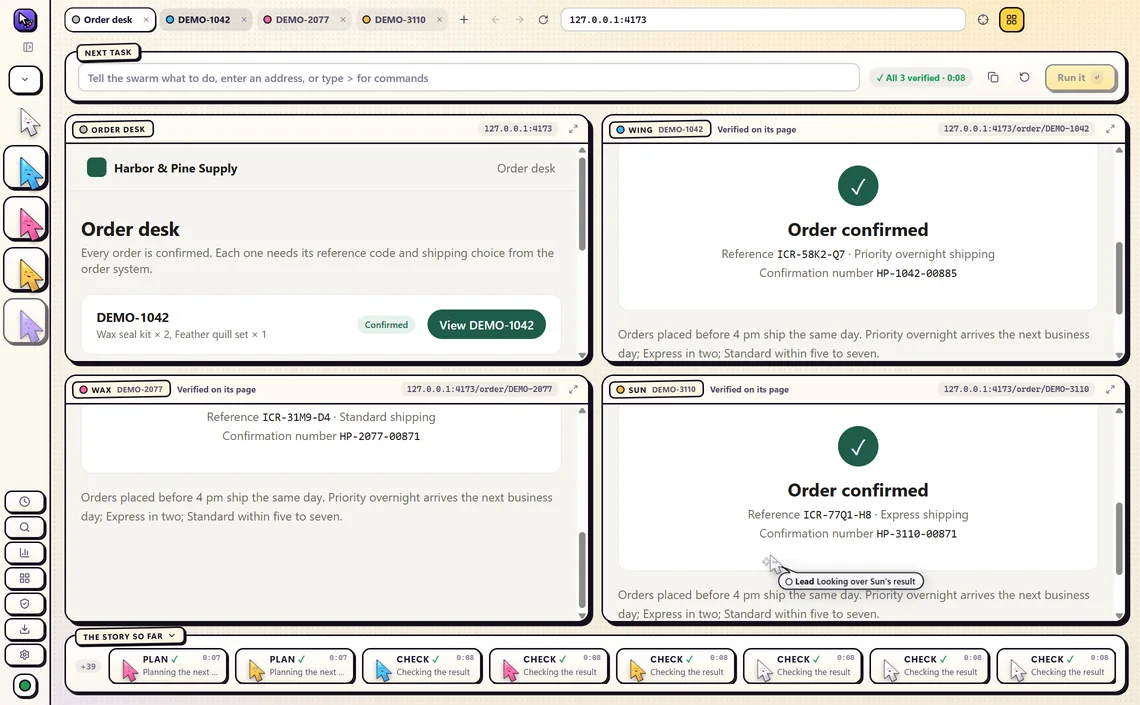 Order desk
DEMO-1042
DEMO-2077
DEMO-3110
127.0.0.1:4173
NEXT TASK
Tell the swarm what to do, enter an address, or type > for commands
✓ All 3 verified · 0:08
Run it
ORDER DESK
127.0.0.1:4173
Harbor & Pine Supply
Order desk
Order desk
Every order is confirmed. Each one needs its reference code and shipping choice from the
order system.
DEMO-1042
Wax seal kit × 2, Feather quill set × 1
Confirmed
View DEMO-1042
WING DEMO-1042
Verified on its page
127.0.0.1:4173/order/DEMO-1042
Order confirmed
Reference ICR-58K2-Q7 · Priority overnight shipping
Confirmation number HP-1042-00885
Orders placed before 4 pm ship the same day. Priority overnight arrives the next business
day; Express in two; Standard within five to seven.
WAX DEMO-2077
Verified on its page
127.0.0.1:4173/order/DEMO-2077
Reference ICR-31M9-D4 · Standard shipping
Confirmation number HP-2077-00871
Orders placed before 4 pm ship the same day. Priority overnight arrives the next business
day; Express in two; Standard within five to seven.
SUN DEMO-3110
Verified on its page
127.0.0.1:4173/order/DEMO-3110
Order confirmed
Reference ICR-77Q1-H8 · Express shipping
Confirmation number HP-3110-00871
Lead Looking over Sun's result
Orders placed before 4 pm ship the same day. Priority overnight arrives the next business
day; Express in two; Standard within five to seven.
THE STORY SO FAR
+39
PLAN ✓ 0:07
Planning the next ...
PLAN ✓ 0:07
Planning the next ...
CHECK ✓ 0:08
Checking the result
CHECK ✓ 0:08
Checking the result
CHECK ✓ 0:08
Checking the result
CHECK ✓ 0:08
Checking the result
CHECK ✓ 0:08
Checking the result
CHECK ✓ 0:08
Checking the result